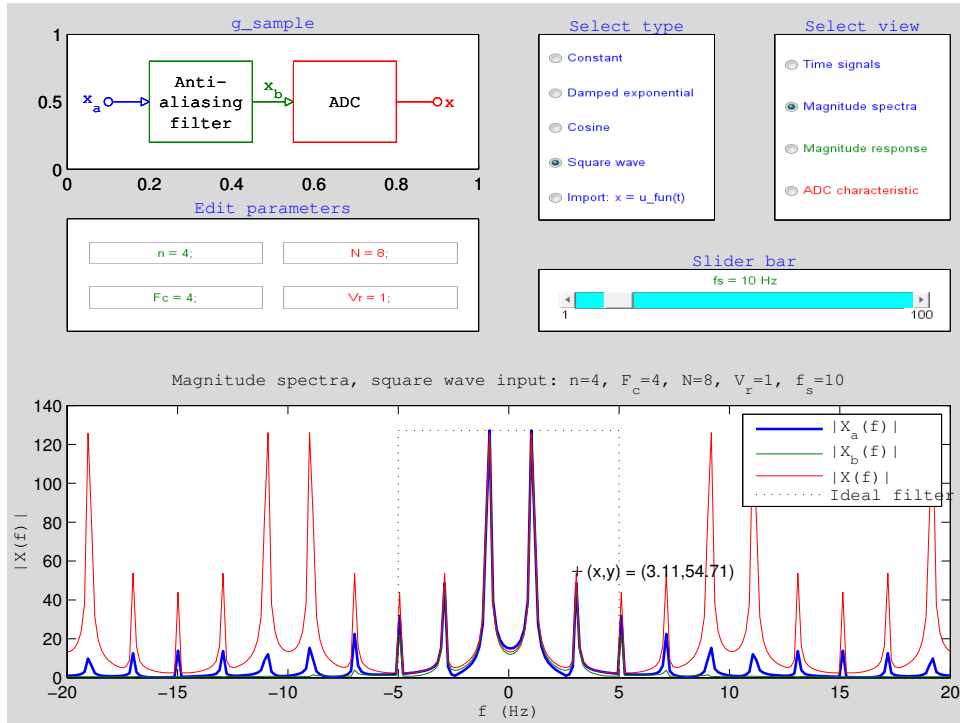 g_sample
1
0.5
0
0 0.2 0.4 0.6 0.8 1
x_a
Anti-
aliasing
filter
x_b
ADC
x
Select type
Constant
Damped exponential
Cosine
Square wave
Import: x = u_fun(t)
Select view
Time signals
Magnitude spectra
Magnitude response
ADC characteristic
Edit parameters
n = 4;
N = 8;
Fc = 4;
Vr = 1;
Slider bar
fs = 10 Hz
1
100
Magnitude spectra, square wave input: n=4, F_c=4, N=8, V_r=1, f_s=10
140
120
100
80
60
40
20
0
|X(f)|
−20 −15 −10 −5 0 5 10 15 20
f (Hz)
(x,y) = (3.11,54.71)
|X_a(f)|
|X_b(f)|
|X(f)|
Ideal filter